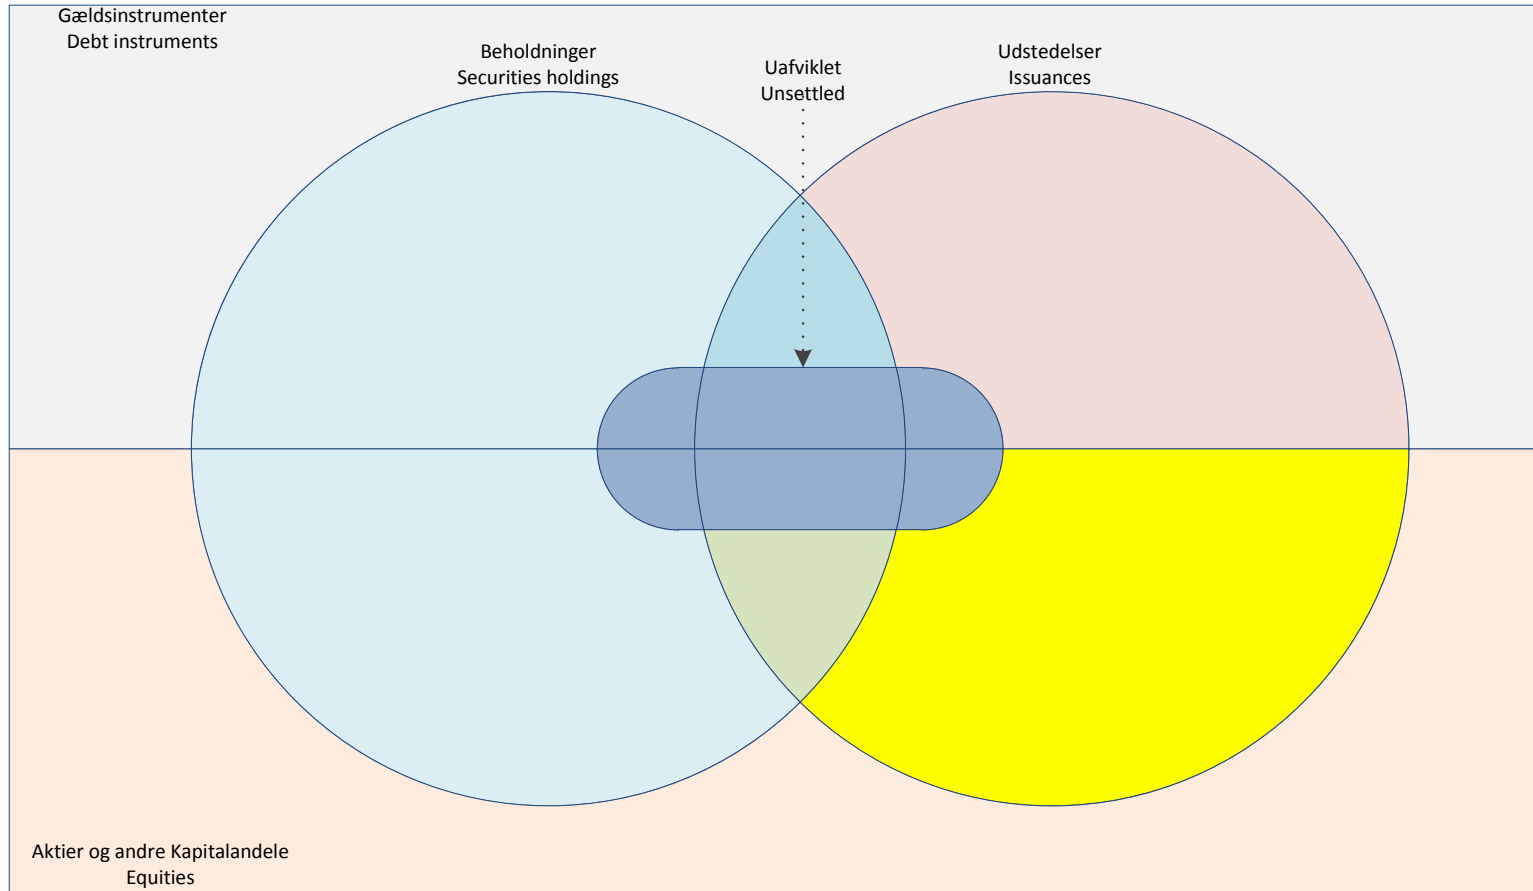 Gældsinstrumenter
Debt instruments
Beholdninger
Securities holdings
Uafviklet
Unsettled
Udstedelser
Issuances
Aktier og andre Kapitalandele
Equities